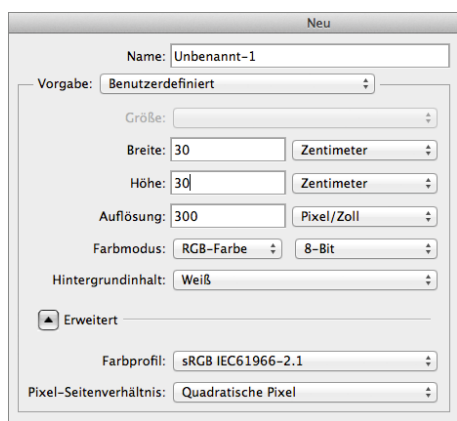 Neu
Name: Unbenannt-1
Vorgabe: Benutzerdefiniert
Größe:
Breite: 30 Zentimeter
Höhe: 30 Zentimeter
Auflösung: 300 Pixel/Zoll
Farbmodus: RGB-Farbe 8-Bit
Hintergrundinhalt: Weiß
Erweitert
Farbprofil: sRGB IEC61966-2.1
Pixel-Seitenverhältnis: Quadratische Pixel